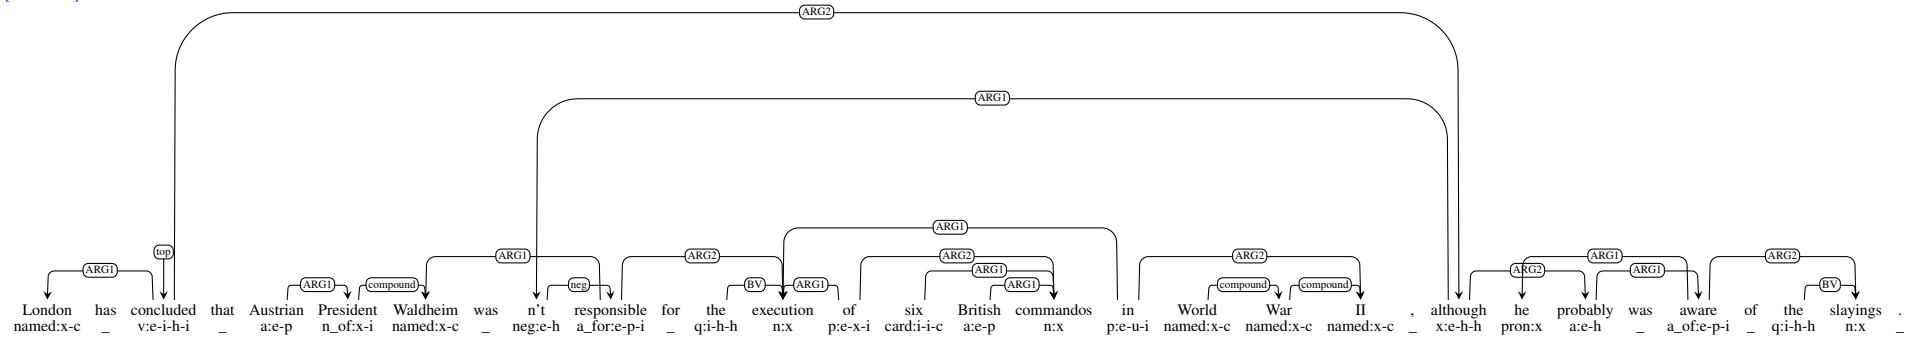 ARG2
ARG1
ARG1
top ARG1 ARG2 ARG2 ARG2 ARG1 ARG2
ARG1 ARG1 ARG2 ARG1
ARG1 compound neg BV ARG1 ARG1 compound compound BV
London has concluded that Austrian President Waldheim was n't responsible for the execution of six British commandos in World War II , although he probably was aware of the slayings .
named:x-c _ v:e-i-h-i _ a:e-p n_of:x-i named:x-c _ neg:e-h a_for:e-p-i _ q:i-h-h n:x p:e-x-i card:i-i-c a:e-p n:x p:e-u-i named:x-c named:x-c named:x-c _ x:e-h-h pron:x a:e-h _ a_of:e-p-i _ q:i-h-h n:x _